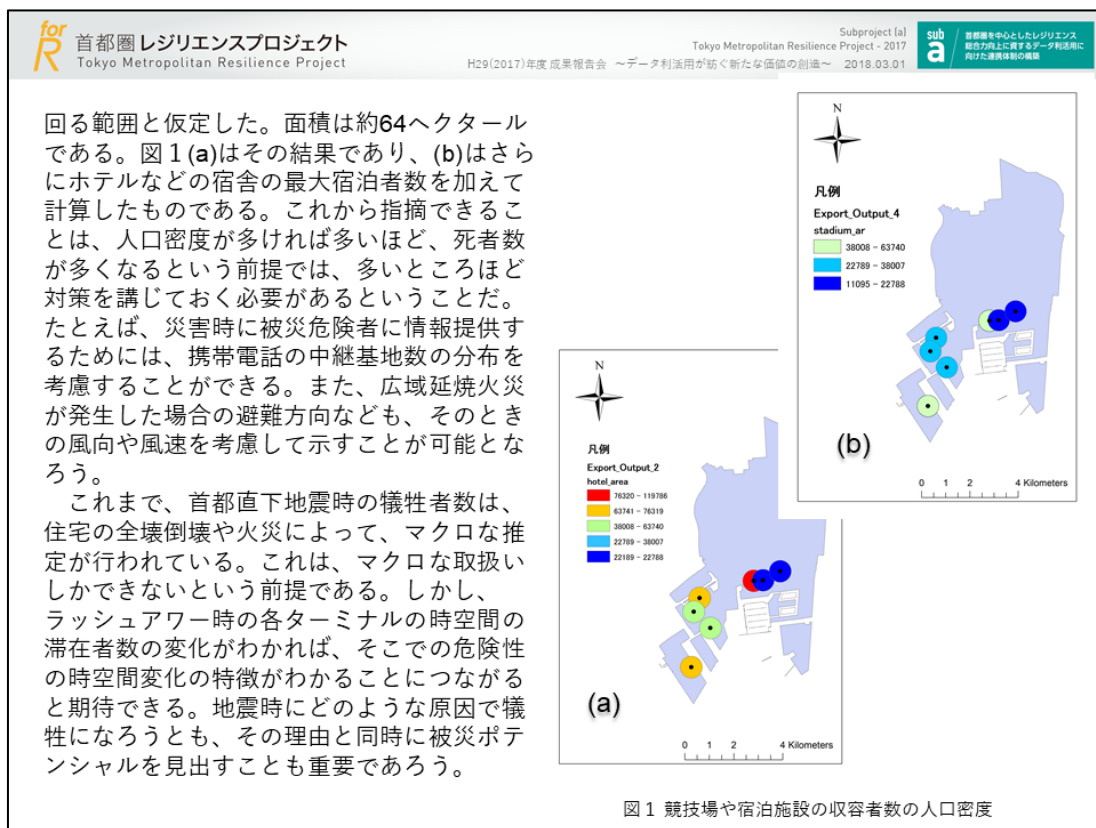 for
R
首都圏レジリエンスプロジェクト
Tokyo Metropolitan Resilience Project
Subproject [a]
Tokyo Metropolitan Resilience Project - 2017
H29(2017)年度 成果報告会 ～データ利活用が紡ぐ新たな価値の創造～ 2018.03.01
sub
a
首都圏を中心としたレジリエンス
総合力向上に資するデータ利活用に
向けた連携体制の構築
回る範囲と仮定した。面積は約64ヘクタール
である。図１(a)はその結果であり、(b)はさら
にホテルなどの宿舎の最大宿泊者数を加えて
計算したものである。これから指摘できるこ
とは、人口密度が多ければ多いほど、死者数
が多くなるという前提では、多いところほど
対策を講じておく必要があるということだ。
たとえば、災害時に被災危険者に情報提供す
るためには、携帯電話の中継基地数の分布を
考慮することができる。また、広域延焼火災
が発生した場合の避難方向なども、そのとき
の風向や風速を考慮して示すことが可能とな
ろう。
これまで、首都直下地震時の犠牲者数は、
住宅の全壊倒壊や火災によって、マクロな推
定が行われている。これは、マクロな取扱い
しかできないという前提である。しかし、
ラッシュアワー時の各ターミナルの時空間の
滞在者数の変化がわかれば、そこでの危険性
の時空間変化の特徴がわかることにつながる
と期待できる。地震時にどのような原因で犠
牲になろうとも、その理由と同時に被災ポテ
ンシャルを見出すことも重要であろう。
N
凡例
Export_Output_2
hotel_area
76320 - 119786
63741 - 76319
38008 - 63740
22789 - 38007
22189 - 22788
(a)
0 1 2 4 Kilometers
N
凡例
Export_Output_4
stadium_ar
38008 - 63740
22789 - 38007
11095 - 22788
(b)
0 1 2 4 Kilometers
図１ 競技場や宿泊施設の収容者数の人口密度